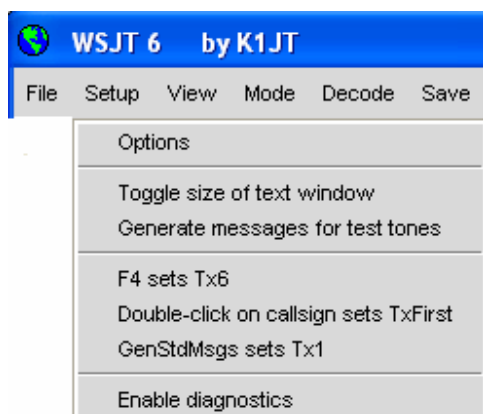 WSJT 6 by K1JT
File Setup View Mode Decode Save
Options
Toggle size of text window
Generate messages for test tones
F4 sets Tx6
Double-click on callsign sets TxFirst
GenStdMsgs sets Tx1
Enable diagnostics